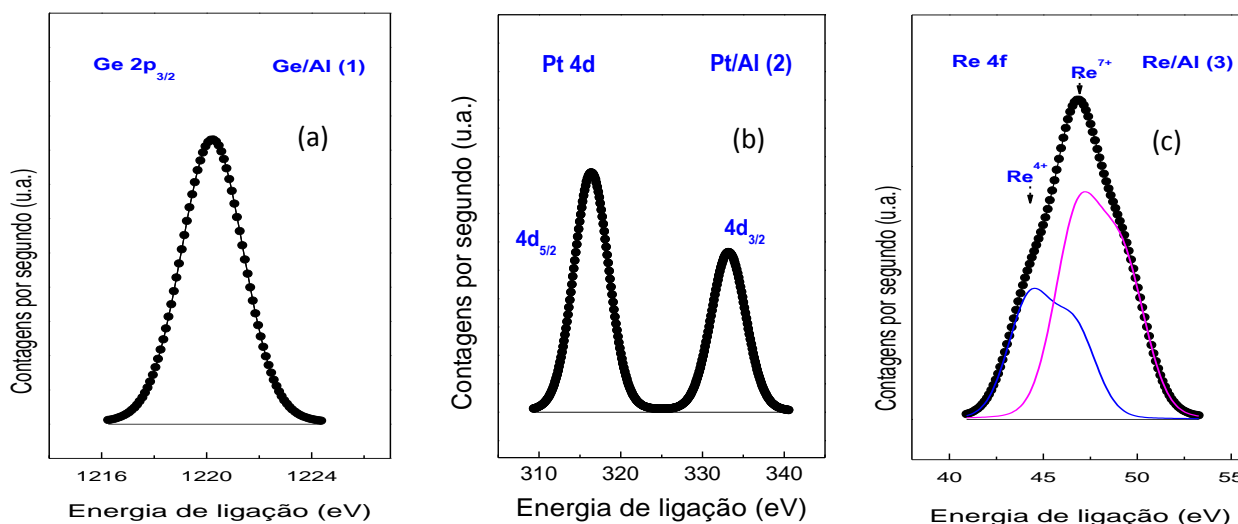 Ge 2p3/2
Ge/Al (1)
(a)
Contagens por segundo (u.a.)
1216
1220
1224
Energia de ligação (eV)
Pt 4d
Pt/Al (2)
(b)
4d5/2
4d3/2
Contagens por segundo (u.a.)
310
320
330
340
Energia de ligação (eV)
Re 4f
Re/Al (3)
Re7+
(c)
Re4+
Contagens por segundo (u.a.)
40
45
50
55
Energia de ligação (eV)